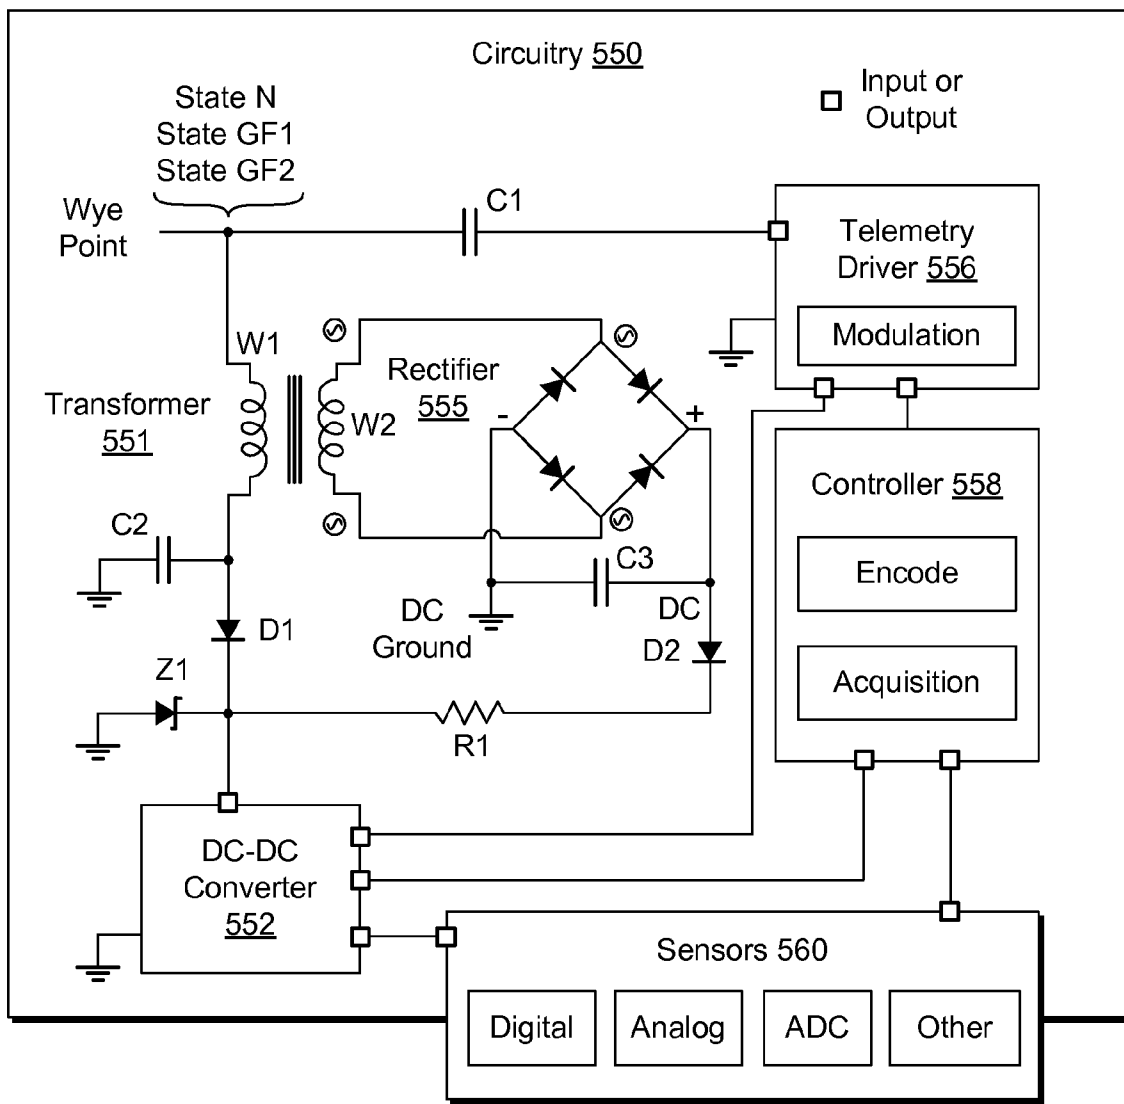 Circuitry 550
Input or
Output
State N
State GF1
State GF2
Wye
Point
C1
Telemetry
Driver 556
Modulation
W1
Transformer
551
W2
Rectifier
555
-
+
Controller 558
Encode
Acquisition
C2
C3
DC
Ground
DC
D1
D2
Z1
R1
DC-DC
Converter
552
Sensors 560
Digital
Analog
ADC
Other